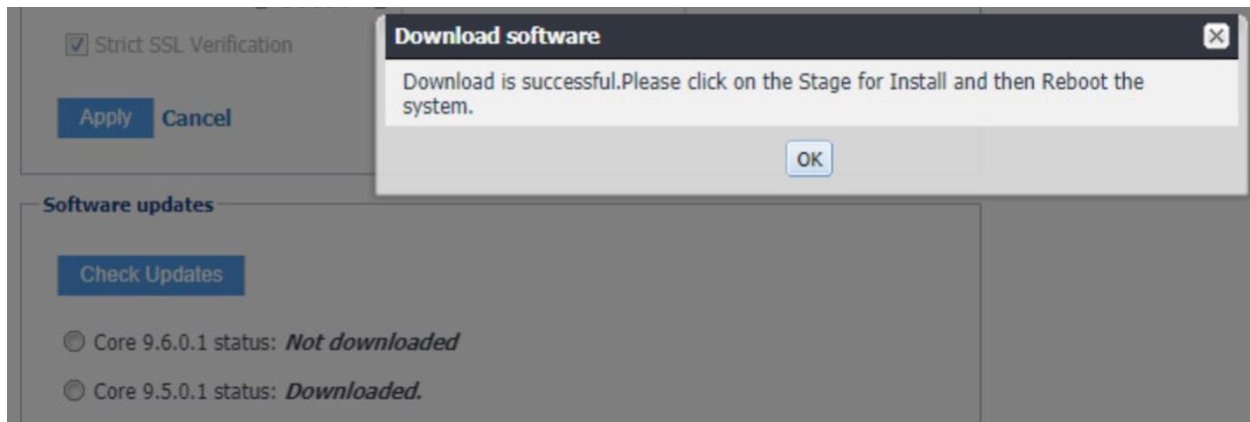 Strict SSL Verification
Apply
Cancel
Download software
Download is successful.Please click on the Stage for Install and then Reboot the
system.
OK
Software updates
Check Updates
Core 9.6.0.1 status: Not downloaded
Core 9.5.0.1 status: Downloaded.